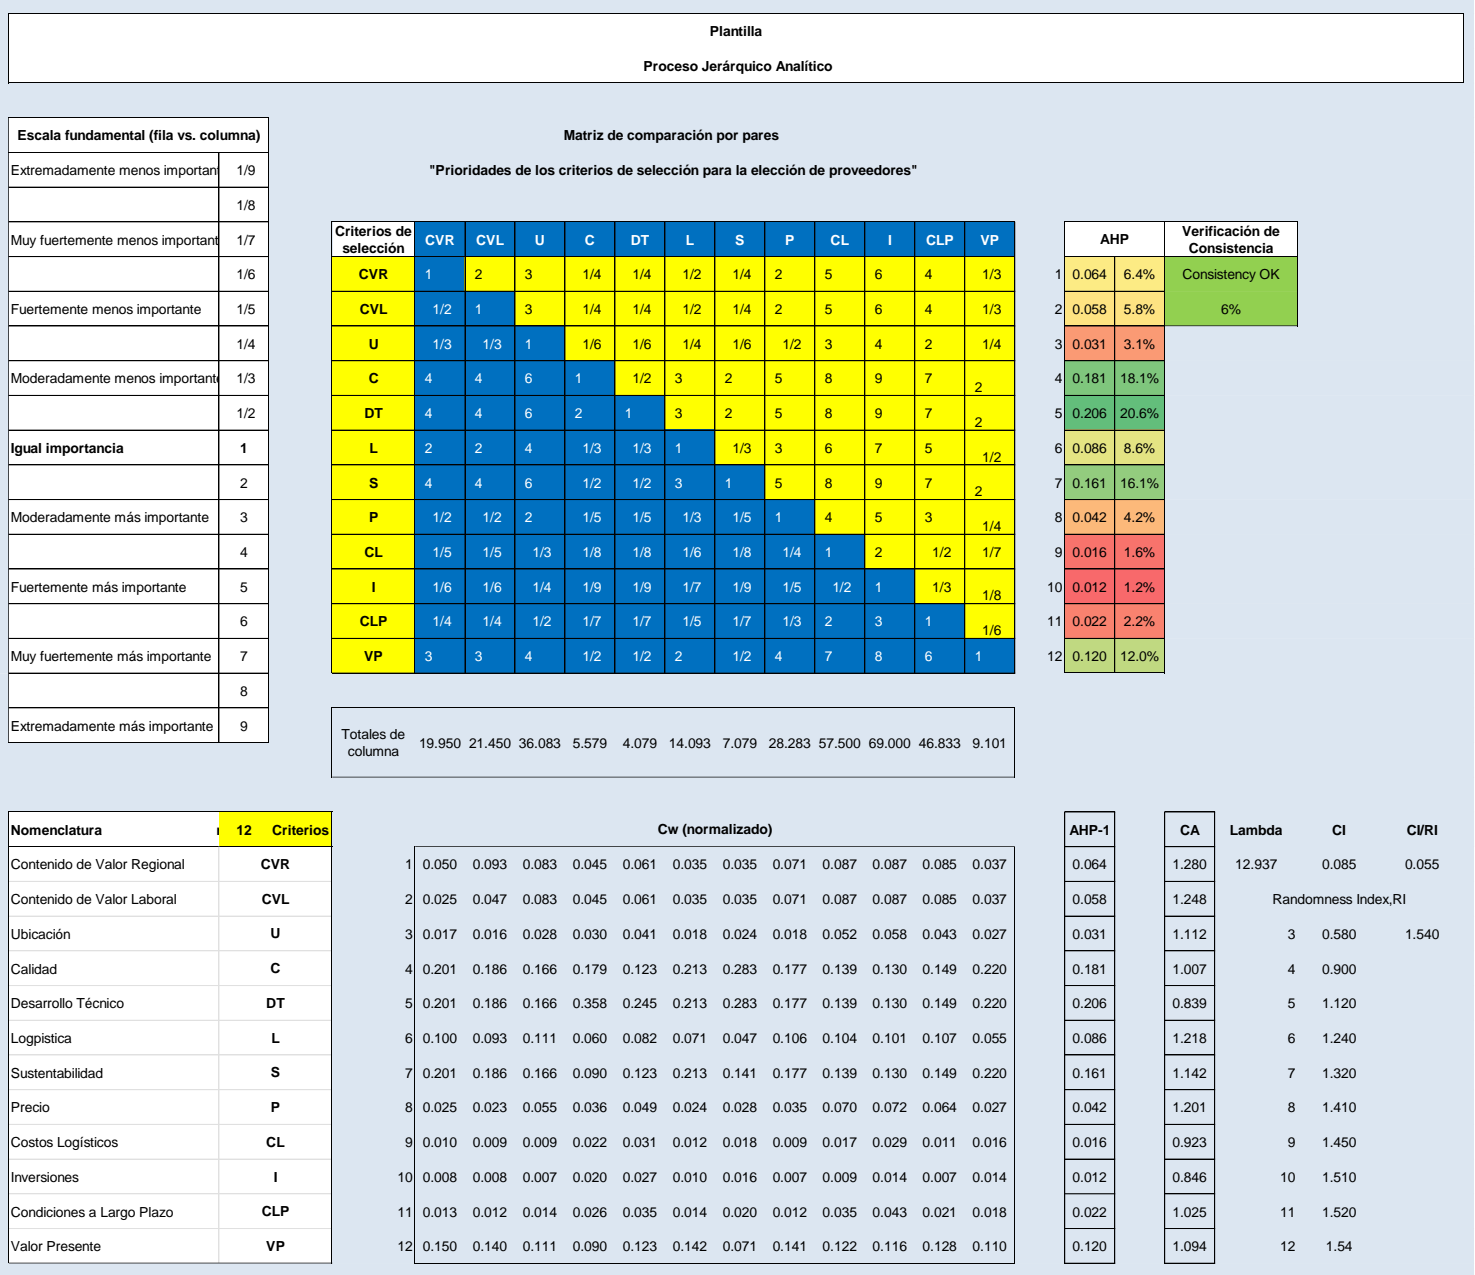 Plantilla
Proceso Jerárquico Analítico
Escala fundamental (fila vs. columna)
Extremadamente menos important 1/9
1/8
Muy fuertemente menos important 1/7
1/6
Fuertemente menos importante 1/5
1/4
Moderadamente menos importante 1/3
1/2
Igual importancia 1
2
Moderadamente más importante 3
4
Fuertemente más importante 5
6
Muy fuertemente más importante 7
8
Extremadamente más importante 9
Matriz de comparación por pares
"Prioridades de los criterios de selección para la elección de proveedores"
Criterios de selección CVR CVL U C DT L S P CL I CLP VP
CVR 1 2 3 1/4 1/4 1/2 1/4 2 5 6 4 1/3
CVL 1/2 1 3 1/4 1/4 1/2 1/4 2 5 6 4 1/3
U 1/3 1/3 1 1/6 1/6 1/4 1/6 1/2 3 4 2 1/4
C 4 4 6 1 1/2 3 2 5 8 9 7 2
DT 4 4 6 2 1 3 2 5 8 9 7 2
L 2 2 4 1/3 1/3 1 1/3 3 6 7 5 1/2
S 4 4 6 1/2 1/2 3 1 5 8 9 7 2
P 1/2 1/2 2 1/5 1/5 1/3 1/5 1 4 5 3 1/4
CL 1/5 1/5 1/3 1/8 1/8 1/6 1/8 1/4 1 2 1/2 1/7
I 1/6 1/6 1/4 1/9 1/9 1/7 1/9 1/5 1/2 1 1/3 1/8
CLP 1/4 1/4 1/2 1/7 1/7 1/5 1/7 1/3 2 3 1 1/6
VP 3 3 4 1/2 1/2 2 1/2 4 7 8 6 1
AHP
1 0.064 6.4%
2 0.058 5.8%
3 0.031 3.1%
4 0.181 18.1%
5 0.206 20.6%
6 0.086 8.6%
7 0.161 16.1%
8 0.042 4.2%
9 0.016 1.6%
10 0.012 1.2%
11 0.022 2.2%
12 0.120 12.0%
Verificación de
Consistencia
Consistency OK
6%
Totales de columna 19.950 21.450 36.083 5.579 4.079 14.093 7.079 28.283 57.500 69.000 46.833 9.101
Nomenclatura 12 Criterios
Contenido de Valor Regional CVR
Contenido de Valor Laboral CVL
Ubicación U
Calidad C
Desarrollo Técnico DT
Logpistica L
Sustentabilidad S
Precio P
Costos Logísticos CL
Inversiones I
Condiciones a Largo Plazo CLP
Valor Presente VP
Cw (normalizado)
1 0.050 0.093 0.083 0.045 0.061 0.035 0.035 0.071 0.087 0.087 0.085 0.037
2 0.025 0.047 0.083 0.045 0.061 0.035 0.035 0.071 0.087 0.087 0.085 0.037
3 0.017 0.016 0.028 0.030 0.041 0.018 0.024 0.018 0.052 0.058 0.043 0.027
4 0.201 0.186 0.166 0.179 0.123 0.213 0.283 0.177 0.139 0.130 0.149 0.220
5 0.201 0.186 0.166 0.358 0.245 0.213 0.283 0.177 0.139 0.130 0.149 0.220
6 0.100 0.093 0.111 0.060 0.082 0.071 0.047 0.106 0.104 0.101 0.107 0.055
7 0.201 0.186 0.166 0.090 0.123 0.213 0.141 0.177 0.139 0.130 0.149 0.220
8 0.025 0.023 0.055 0.036 0.049 0.024 0.028 0.035 0.070 0.072 0.064 0.027
9 0.010 0.009 0.009 0.022 0.031 0.012 0.018 0.009 0.017 0.029 0.011 0.016
10 0.008 0.008 0.007 0.020 0.027 0.010 0.016 0.007 0.009 0.014 0.007 0.014
11 0.013 0.012 0.014 0.026 0.035 0.014 0.020 0.012 0.035 0.043 0.021 0.018
12 0.150 0.140 0.111 0.090 0.123 0.142 0.071 0.141 0.122 0.116 0.128 0.110
AHP-1
0.064
0.058
0.031
0.181
0.206
0.086
0.161
0.042
0.016
0.012
0.022
0.120
CA
1.280
1.248
1.112
1.007
0.839
1.218
1.142
1.201
0.923
0.846
1.025
1.094
Lambda CI CI/RI
12.937 0.085 0.055
Randomness Index,RI
3 0.580 1.540
4 0.900
5 1.120
6 1.240
7 1.320
8 1.410
9 1.450
10 1.510
11 1.520
12 1.54